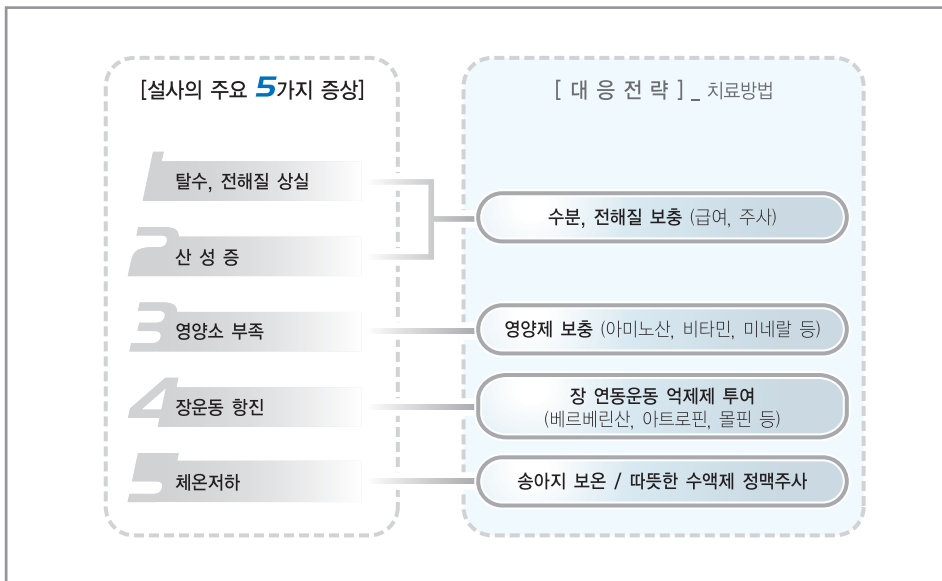 [설사의 주요 5가지 증상]
1 탈수, 전해질 상실
2 산 성 증
3 영양소 부족
4 장운동 항진
5 체온저하
[ 대 응 전 략 ] _ 치료방법
수분, 전해질 보충 (급여, 주사)
영양제 보충 (아미노산, 비타민, 미네랄 등)
장 연동운동 억제제 투여
(베르베린산, 아트로핀, 몰핀 등)
송아지 보온 / 따뜻한 수액제 정맥주사